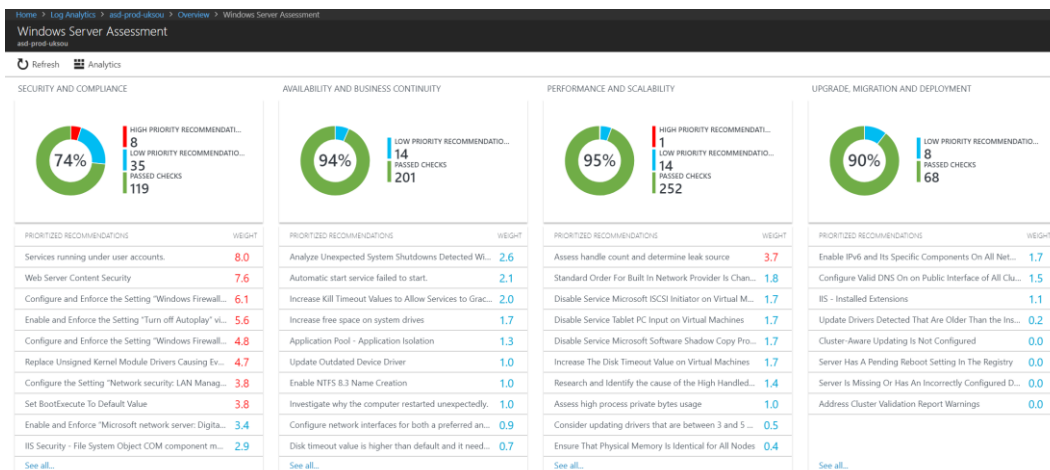 Home > Log Analytics > asd-prod-uksou > Overview > Windows Server Assessment
Windows Server Assessment
asd-prod-uksou
Refresh Analytics
SECURITY AND COMPLIANCE
74%
HIGH PRIORITY RECOMMENDATI...
8
LOW PRIORITY RECOMMENDATIO...
35
PASSED CHECKS
119
PRIORITIZED RECOMMENDATIONS WEIGHT
Services running under user accounts. 8.0
Web Server Content Security 7.6
Configure and Enforce the Setting "Windows Firewall... 6.1
Enable and Enforce the Setting "Turn off Autoplay" vi... 5.6
Configure and Enforce the Setting "Windows Firewall... 4.8
Replace Unsigned Kernel Module Drivers Causing Ev... 4.7
Configure the Setting "Network security: LAN Manag... 3.8
Set BootExecute To Default Value 3.8
Enable and Enforce "Microsoft network server: Digita... 3.4
IIS Security - File System Object COM component m... 2.9
See all...
AVAILABILITY AND BUSINESS CONTINUITY
94%
LOW PRIORITY RECOMMENDATIO...
14
PASSED CHECKS
201
PRIORITIZED RECOMMENDATIONS WEIGHT
Analyze Unexpected System Shutdowns Detected Wi... 2.6
Automatic start service failed to start. 2.1
Increase Kill Timeout Values to Allow Services to Grac... 2.0
Increase free space on system drives 1.7
Application Pool - Application Isolation 1.3
Update Outdated Device Driver 1.0
Enable NTFS 8.3 Name Creation 1.0
Investigate why the computer restarted unexpectedly. 1.0
Configure network interfaces for both a preferred an... 0.9
Disk timeout value is higher than default and it need... 0.7
See all...
PERFORMANCE AND SCALABILITY
95%
HIGH PRIORITY RECOMMENDATI...
1
LOW PRIORITY RECOMMENDATIO...
14
PASSED CHECKS
252
PRIORITIZED RECOMMENDATIONS WEIGHT
Assess handle count and determine leak source 3.7
Standard Order For Built In Network Provider Is Chan... 1.8
Disable Service Microsoft ISCSI Initiator on Virtual M... 1.7
Disable Service Tablet PC Input on Virtual Machines 1.7
Disable Service Microsoft Software Shadow Copy Pro... 1.7
Increase The Disk Timeout Value on Virtual Machines 1.7
Research and Identify the cause of the High Handled... 1.4
Assess high process private bytes usage 1.0
Consider updating drivers that are between 3 and 5 ... 0.5
Ensure That Physical Memory Is Identical for All Nodes 0.4
See all...
UPGRADE, MIGRATION AND DEPLOYMENT
90%
LOW PRIORITY RECOMMENDATIO...
8
PASSED CHECKS
68
PRIORITIZED RECOMMENDATIONS WEIGHT
Enable IPv6 and Its Specific Components On All Net... 1.7
Configure Valid DNS On on Public Interface of All Clu... 1.5
IIS - Installed Extensions 1.1
Update Drivers Detected That Are Older Than the Ins... 0.2
Cluster-Aware Updating Is Not Configured 0.0
Server Has A Pending Reboot Setting In The Registry 0.0
Server Is Missing Or Has An Incorrectly Configured D... 0.0
Address Cluster Validation Report Warnings 0.0
See all...